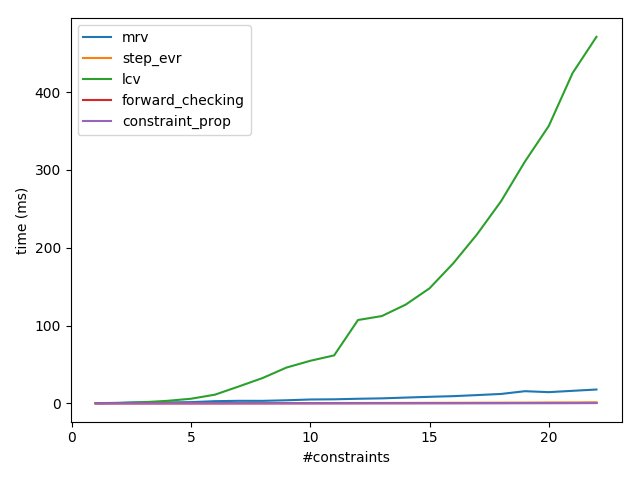 mrv
step_evr
lcv
forward_checking
constraint_prop
400
300
200
100
0
time (ms)
0 5 10 15 20
#constraints